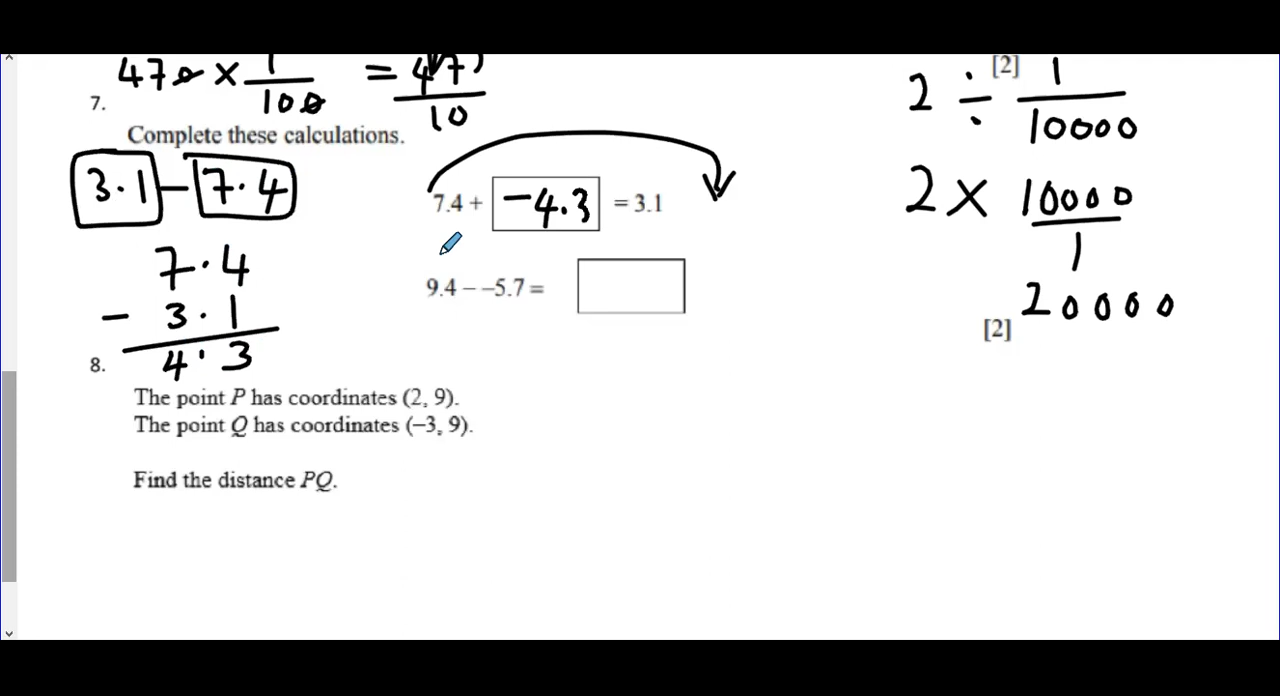 470 × 1/100 = 47/10
[2]
2 ÷ 1/10000
7.
Complete these calculations.
3.1 - 7.4
7.4 + -4.3 = 3.1
2 × 10000/1
7.4
- 3.1
4.3
9.4 – –5.7 =
20000
[2]
8.
The point P has coordinates (2, 9).
The point Q has coordinates (–3, 9).
Find the distance PQ.